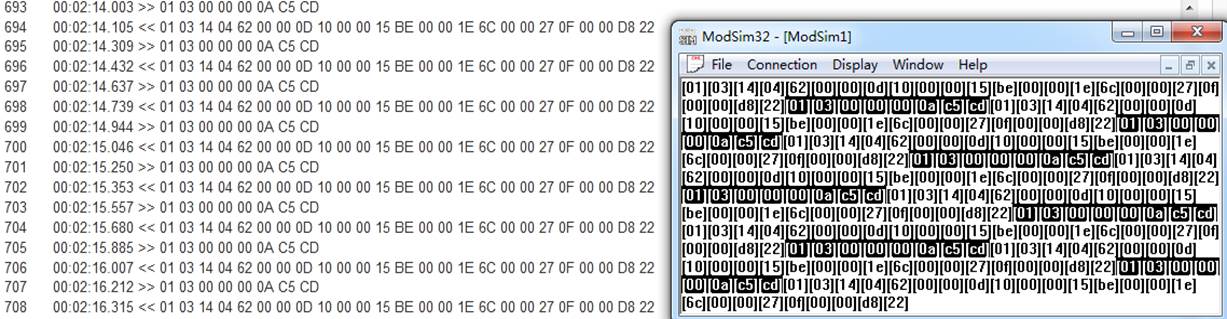 693 00:02:14.003 >> 01 03 00 00 00 0A C5 CD
694 00:02:14.105 << 01 03 14 04 62 00 00 0D 10 00 00 15 BE 00 00 1E 6C 00 00 27 0F 00 00 D8 22
695 00:02:14.309 >> 01 03 00 00 00 0A C5 CD
696 00:02:14.432 << 01 03 14 04 62 00 00 0D 10 00 00 15 BE 00 00 1E 6C 00 00 27 0F 00 00 D8 22
697 00:02:14.637 >> 01 03 00 00 00 0A C5 CD
698 00:02:14.739 << 01 03 14 04 62 00 00 0D 10 00 00 15 BE 00 00 1E 6C 00 00 27 0F 00 00 D8 22
699 00:02:14.944 >> 01 03 00 00 00 0A C5 CD
700 00:02:15.046 << 01 03 14 04 62 00 00 0D 10 00 00 15 BE 00 00 1E 6C 00 00 27 0F 00 00 D8 22
701 00:02:15.250 >> 01 03 00 00 00 0A C5 CD
702 00:02:15.353 << 01 03 14 04 62 00 00 0D 10 00 00 15 BE 00 00 1E 6C 00 00 27 0F 00 00 D8 22
703 00:02:15.557 >> 01 03 00 00 00 0A C5 CD
704 00:02:15.680 << 01 03 14 04 62 00 00 0D 10 00 00 15 BE 00 00 1E 6C 00 00 27 0F 00 00 D8 22
705 00:02:15.885 >> 01 03 00 00 00 0A C5 CD
706 00:02:16.007 << 01 03 14 04 62 00 00 0D 10 00 00 15 BE 00 00 1E 6C 00 00 27 0F 00 00 D8 22
707 00:02:16.212 >> 01 03 00 00 00 0A C5 CD
708 00:02:16.315 << 01 03 14 04 62 00 00 0D 10 00 00 15 BE 00 00 1E 6C 00 00 27 0F 00 00 D8 22
ModSim32 - [ModSim1]
File Connection Display Window Help
[01][03][14][04][62][00][00][0d][10][00][00][15][be][00][00][1e][6c][00][00][27][0f]
[00][00][d8][22][01][03][00][00][00][0a][c5][cd][01][03][14][04][62][00][00][0d]
[10][00][00][15][be][00][00][1e][6c][00][00][27][0f][00][00][d8][22][01][03][00][00]
[00][0a][c5][cd][01][03][14][04][62][00][00][0d][10][00][00][15][be][00][00][1e]
[6c][00][00][27][0f][00][00][d8][22][01][03][00][00][00][0a][c5][cd][01][03][14][04]
[62][00][00][0d][10][00][00][15][be][00][00][1e][6c][00][00][27][0f][00][00][d8][22]
[01][03][00][00][00][0a][c5][cd][01][03][14][04][62][00][00][0d][10][00][00][15]
[be][00][00][1e][6c][00][00][27][0f][00][00][d8][22][01][03][00][00][00][0a][c5][cd]
[01][03][14][04][62][00][00][0d][10][00][00][15][be][00][00][1e][6c][00][00][27][0f]
[00][00][d8][22][01][03][00][00][00][0a][c5][cd][01][03][14][04][62][00][00][0d]
[10][00][00][15][be][00][00][1e][6c][00][00][27][0f][00][00][d8][22][01][03][00][00]
[00][0a][c5][cd][01][03][14][04][62][00][00][0d][10][00][00][15][be][00][00][1e]
[6c][00][00][27][0f][00][00][d8][22]